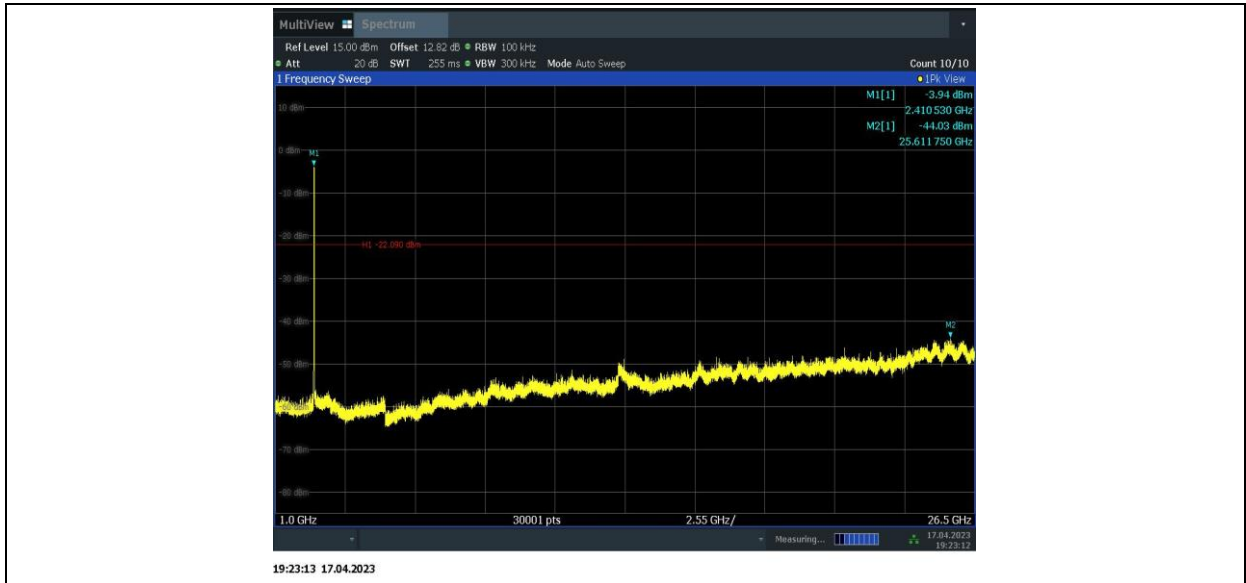 MultiView Spectrum
Ref Level 15.00 dBm Offset 12.82 dB RBW 100 kHz
Att 20 dB SWT 255 ms VBW 300 kHz Mode Auto Sweep Count 10/10
1 Frequency Sweep 1Pk View
M1[1] -3.94 dBm
2.410 530 GHz
M2[1] -44.03 dBm
25.611 750 GHz
10 dBm
0 dBm
M1
-10 dBm
-20 dBm
H1 -22.090 dBm
-30 dBm
-40 dBm
M2
-50 dBm
-60 dBm
-70 dBm
-80 dBm
1.0 GHz 30001 pts 2.55 GHz/ 26.5 GHz
Measuring... 17.04.2023
19:23:12
19:23:13 17.04.2023